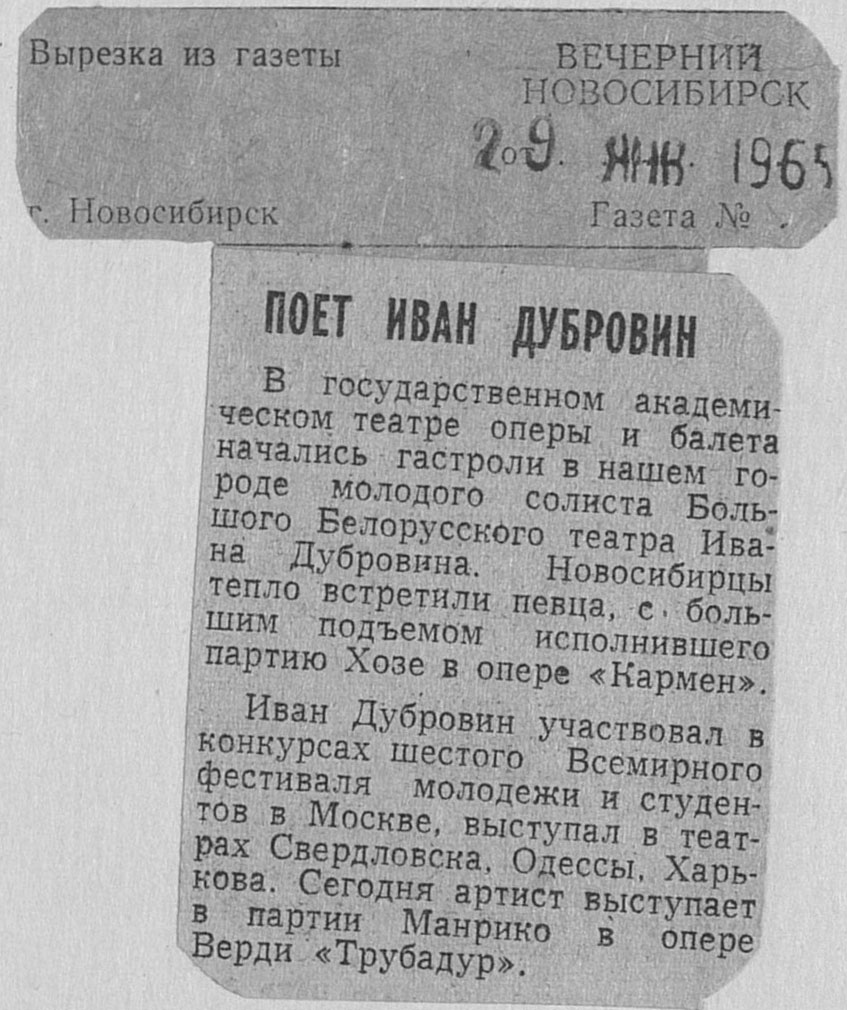 Вырезка из газеты
ВЕЧЕРНИЙ
НОВОСИБИРСК
29 ЯНВ. 1965
от
г. Новосибирск
Газета № .
ПОЕТ ИВАН ДУБРОВИН
В государственном академи-
ческом театре оперы и балета
начались гастроли в нашем го-
роде молодого солиста Боль-
шого Белорусского театра Ива-
на Дубровина. Новосибирцы
тепло встретили певца, с боль-
шим подъемом исполнившего
партию Хозе в опере «Кармен».
Иван Дубровин участвовал в
конкурсах шестого Всемирного
фестиваля молодежи и студен-
тов в Москве, выступал в теат-
рах Свердловска, Одессы, Харь-
кова. Сегодня артист выступает
в партии Манрико в опере
Верди «Трубадур».